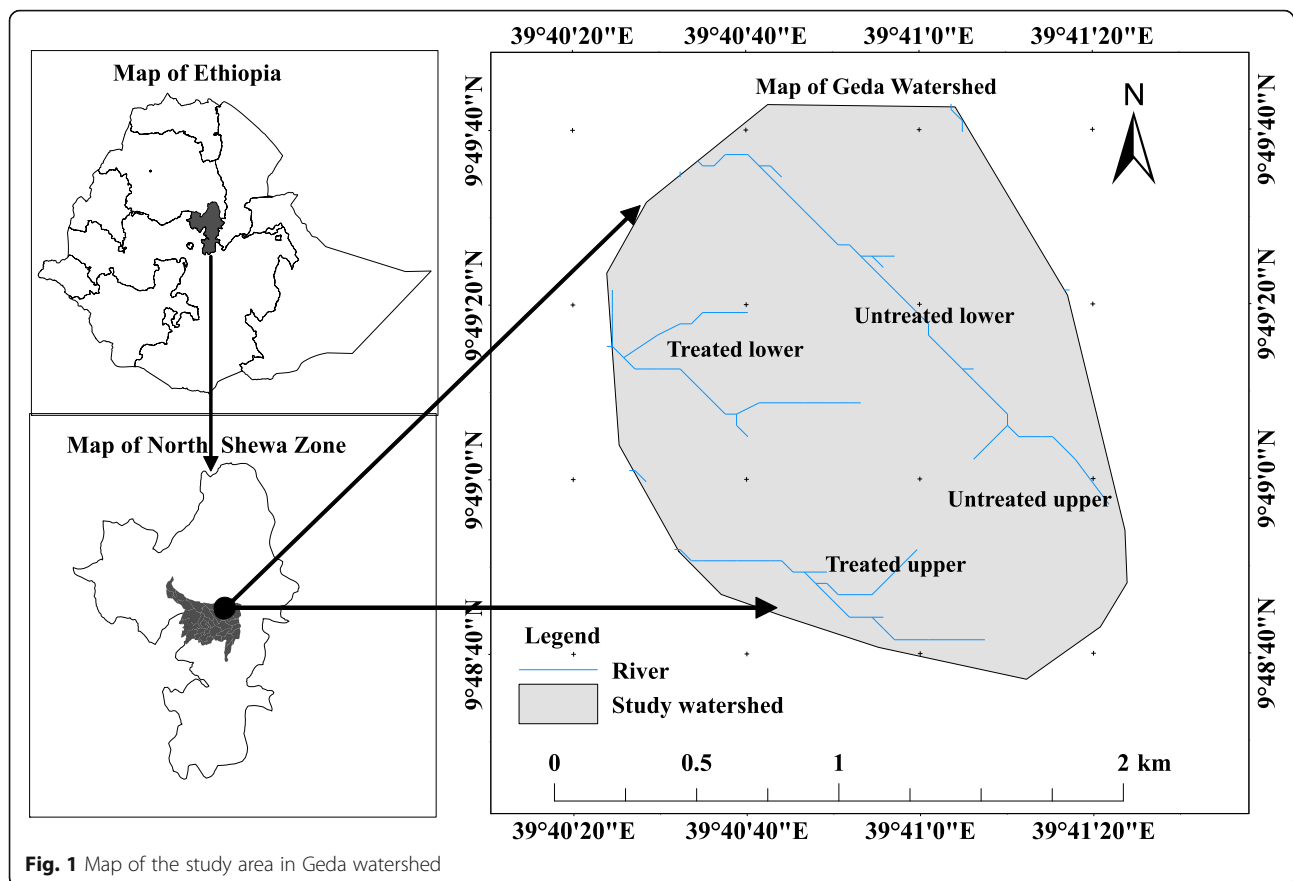 Map of Ethiopia
Map of North Shewa Zone
39°40'20"E 39°40'40"E 39°41'0"E 39°41'20"E
Map of Geda Watershed
N
9°49'40"N
9°49'20"N
9°49'0"N
9°48'40"N
9°49'40"N
9°49'20"N
9°49'0"N
9°48'40"N
Untreated lower
Treated lower
Untreated upper
Treated upper
Legend
River
Study watershed
0 0.5 1 2 km
39°40'20"E 39°40'40"E 39°41'0"E 39°41'20"E
Fig. 1 Map of the study area in Geda watershed